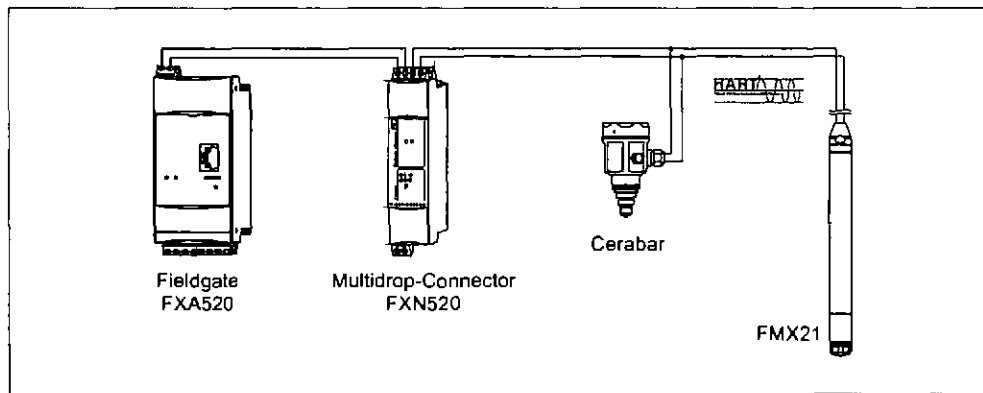 HART
Cerabar
Fieldgate
FXA520
Multidrop-Connector
FXN520
FMX21